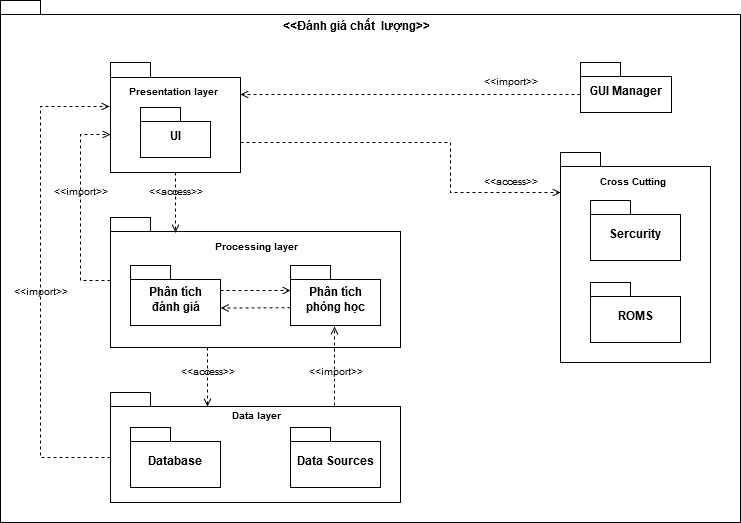 <<Đánh giá chất lượng>>
<<import>>
GUI Manager
Presentation layer
UI
<<import>>
<<access>>
<<access>>
Cross Cutting
Sercurity
ROMS
Processing layer
Phân tích
đánh giá
Phân tích
phòng học
<<import>>
<<access>>
<<import>>
Data layer
Database
Data Sources